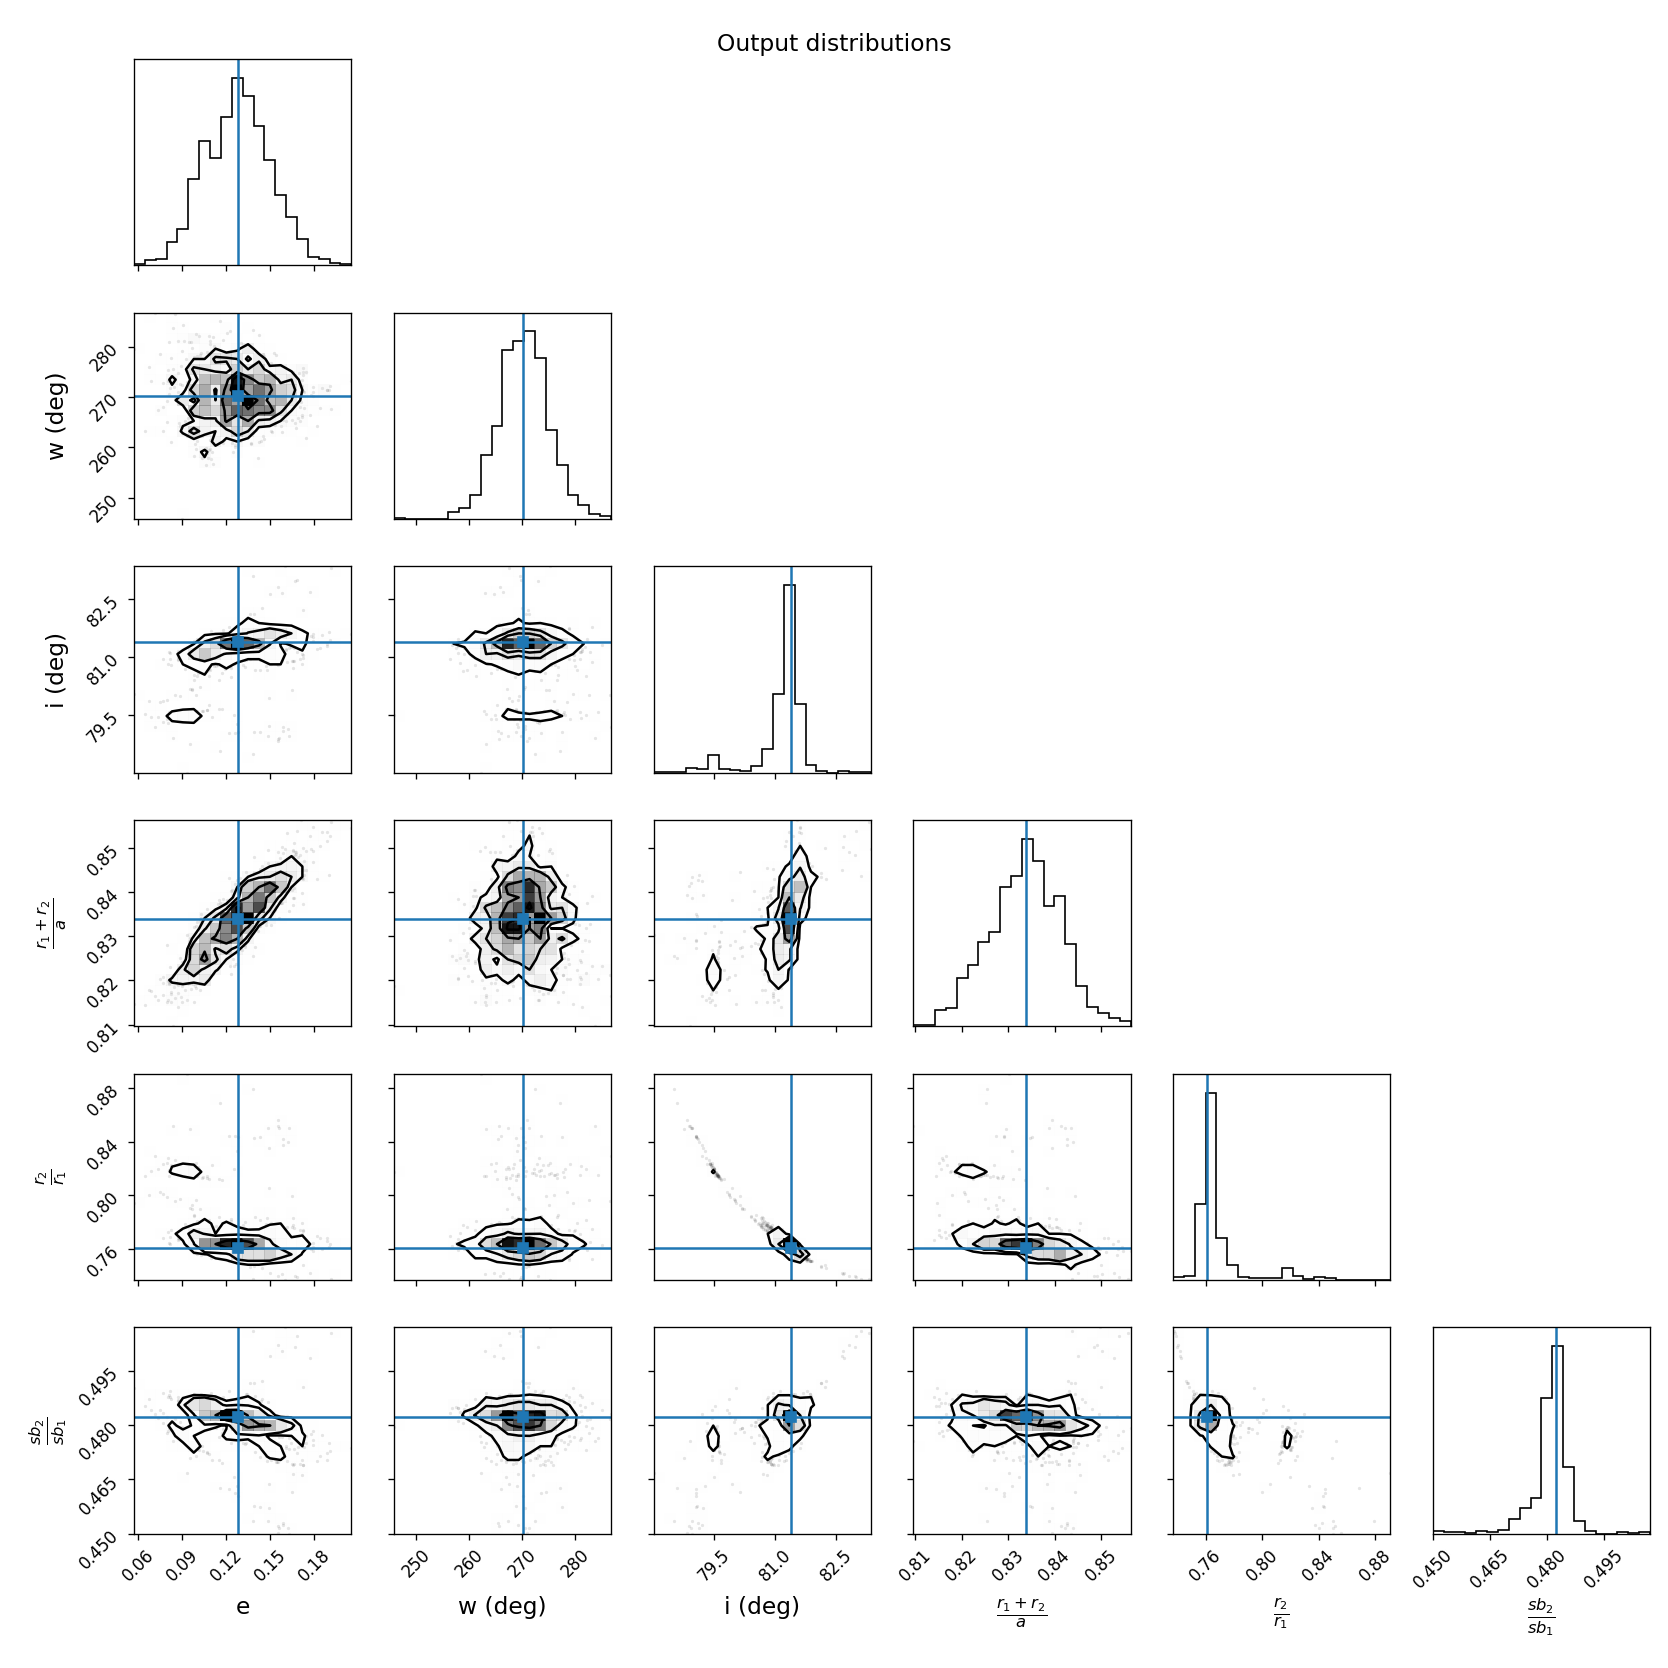 Output distributions
w (deg)
280
270
260
250
i (deg)
82.5
81.0
79.5
r1 + r2
a
0.85
0.84
0.83
0.82
0.81
r2
r1
0.88
0.84
0.80
0.76
sb2
sb1
0.495
0.480
0.465
0.450
0.06 0.09 0.12 0.15 0.18
250 260 270 280
79.5 81.0 82.5
0.81 0.82 0.83 0.84 0.85
0.76 0.80 0.84 0.88
0.450 0.465 0.480 0.495
e
w (deg)
i (deg)
r1 + r2
a
r2
r1
sb2
sb1